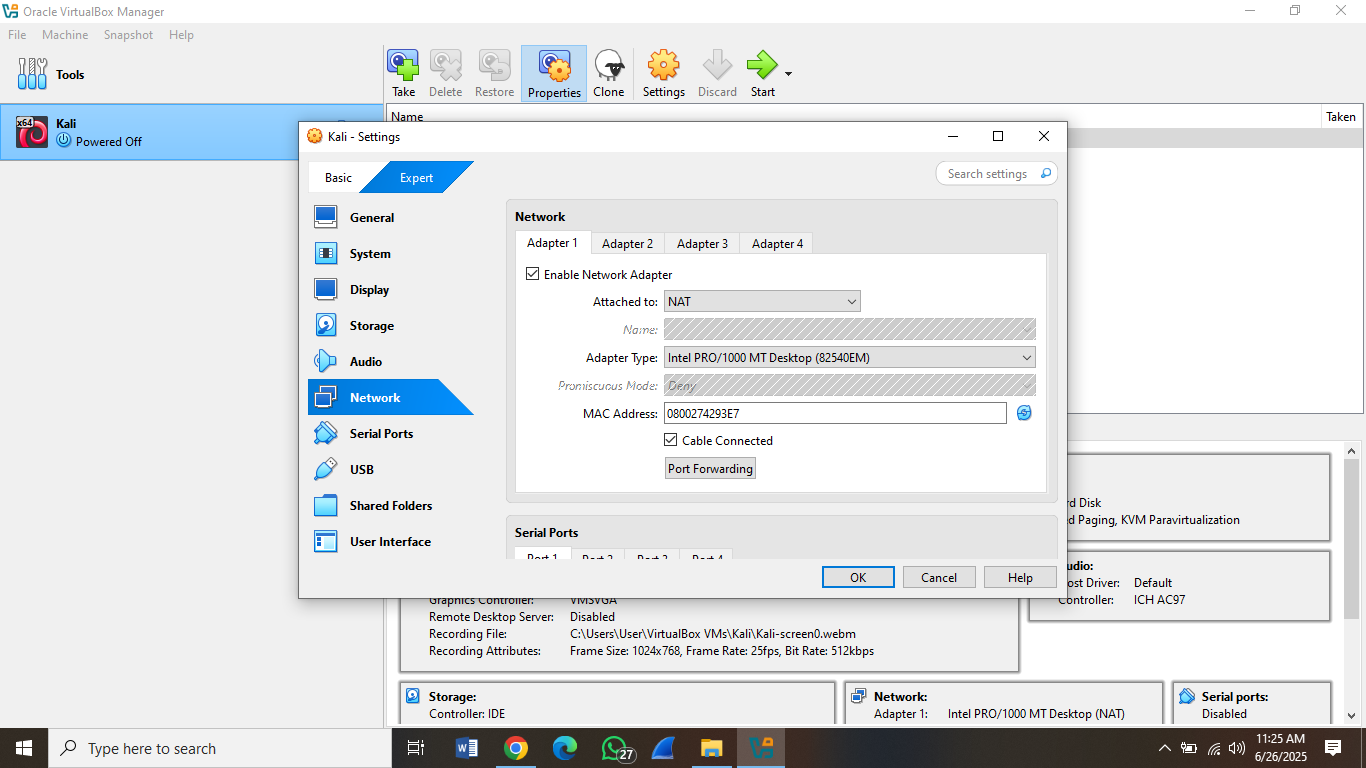 Oracle VirtualBox Manager
File Machine Snapshot Help
Tools
Take
Delete
Restore
Properties
Clone
Settings
Discard
Start
x64
Kali
Powered Off
Name
Taken
Kali - Settings
Basic
Expert
Search settings
General
System
Display
Storage
Audio
Network
Serial Ports
USB
Shared Folders
User Interface
Network
Adapter 1 Adapter 2 Adapter 3 Adapter 4
Enable Network Adapter
Attached to: NAT
Name:
Adapter Type: Intel PRO/1000 MT Desktop (82540EM)
Promiscuous Mode: Deny
MAC Address: 0800274293E7
Cable Connected
Port Forwarding
Serial Ports
Port 1 Port 2 Port 3 Port 4
OK
Cancel
Help
rd Disk
d Paging, KVM Paravirtualization
udio:
ost Driver: Default
Controller: ICH AC97
Graphics Controller: VMSVGA
Remote Desktop Server: Disabled
Recording File: C:\Users\User\VirtualBox VMs\Kali\Kali-screen0.webm
Recording Attributes: Frame Size: 1024x768, Frame Rate: 25fps, Bit Rate: 512kbps
Storage:
Controller: IDE
Network:
Adapter 1: Intel PRO/1000 MT Desktop (NAT)
Serial ports:
Disabled
Type here to search
27
11:25 AM
6/26/2025